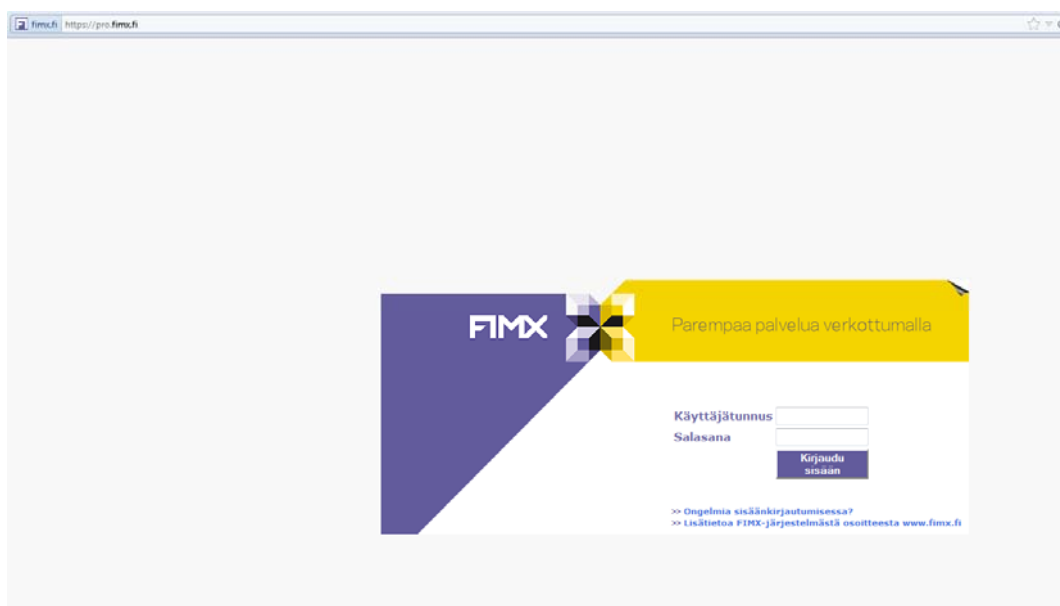 fimx.fi https://pro.fimx.fi
FIMX
Parempaa palvelua verkottumalla
Käyttäjätunnus
Salasana
Kirjaudu
sisään
>> Ongelmia sisäänkirjautumisessa?
>> Lisätietoa FIMX-järjestelmästä osoitteesta www.fimx.fi